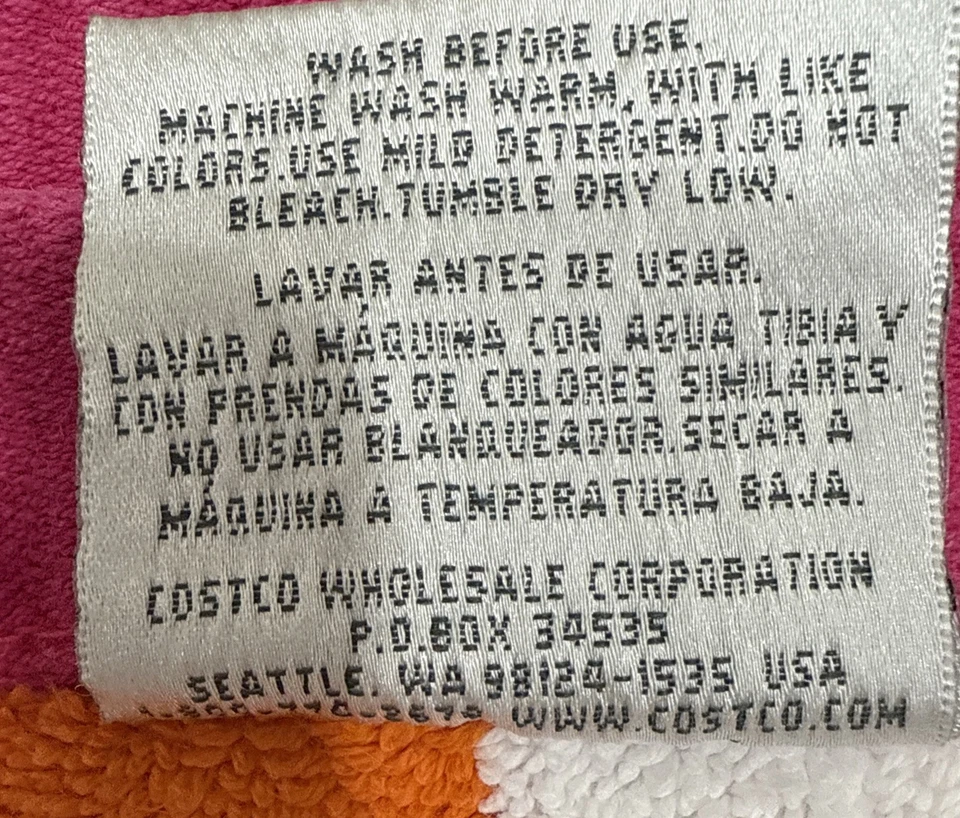 WASH BEFORE USE.
MACHINE WASH WARM, WITH LIKE
COLORS.USE MILD DETERGENT.DO NOT
BLEACH.TUMBLE DRY LOW.
LAVAR ANTES DE USAR.
LAVAR A MÁQUINA CON AGUA TIBIA Y
CON PRENDAS DE COLORES SIMILARES.
NO USAR BLANQUEADOR.SECAR A
MÁQUINA A TEMPERATURA BAJA.
COSTCO WHOLESALE CORPORATION
P.O.BOX 34535
SEATTLE, WA 98124-1535 USA
WWW.COSTCO.COM